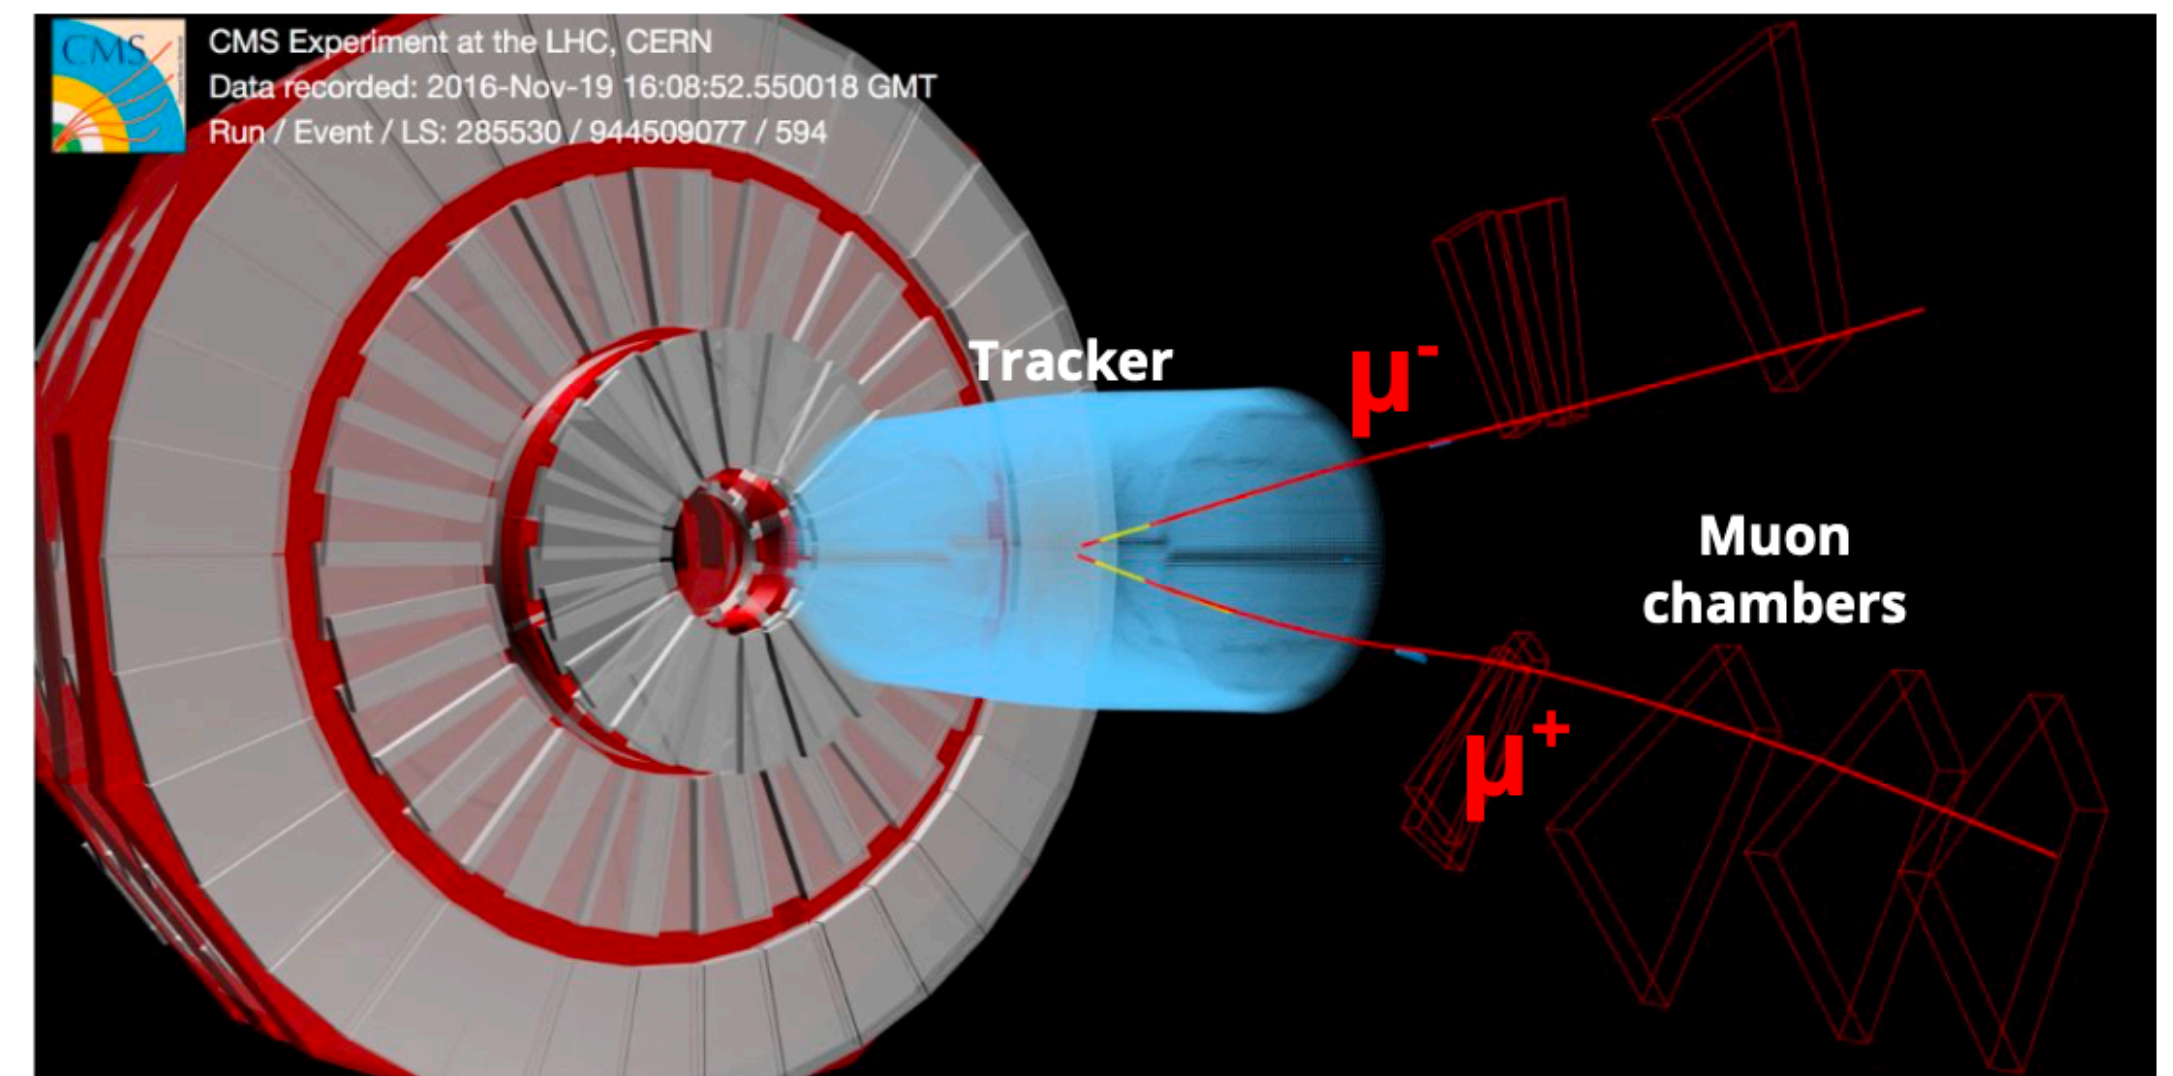 CMS
CMS Experiment at the LHC, CERN
Data recorded: 2016-Nov-19 16:08:52.550018 GMT
Run / Event / LS: 285530 / 944509077 / 594
Tracker
μ-
Muon
chambers
μ+